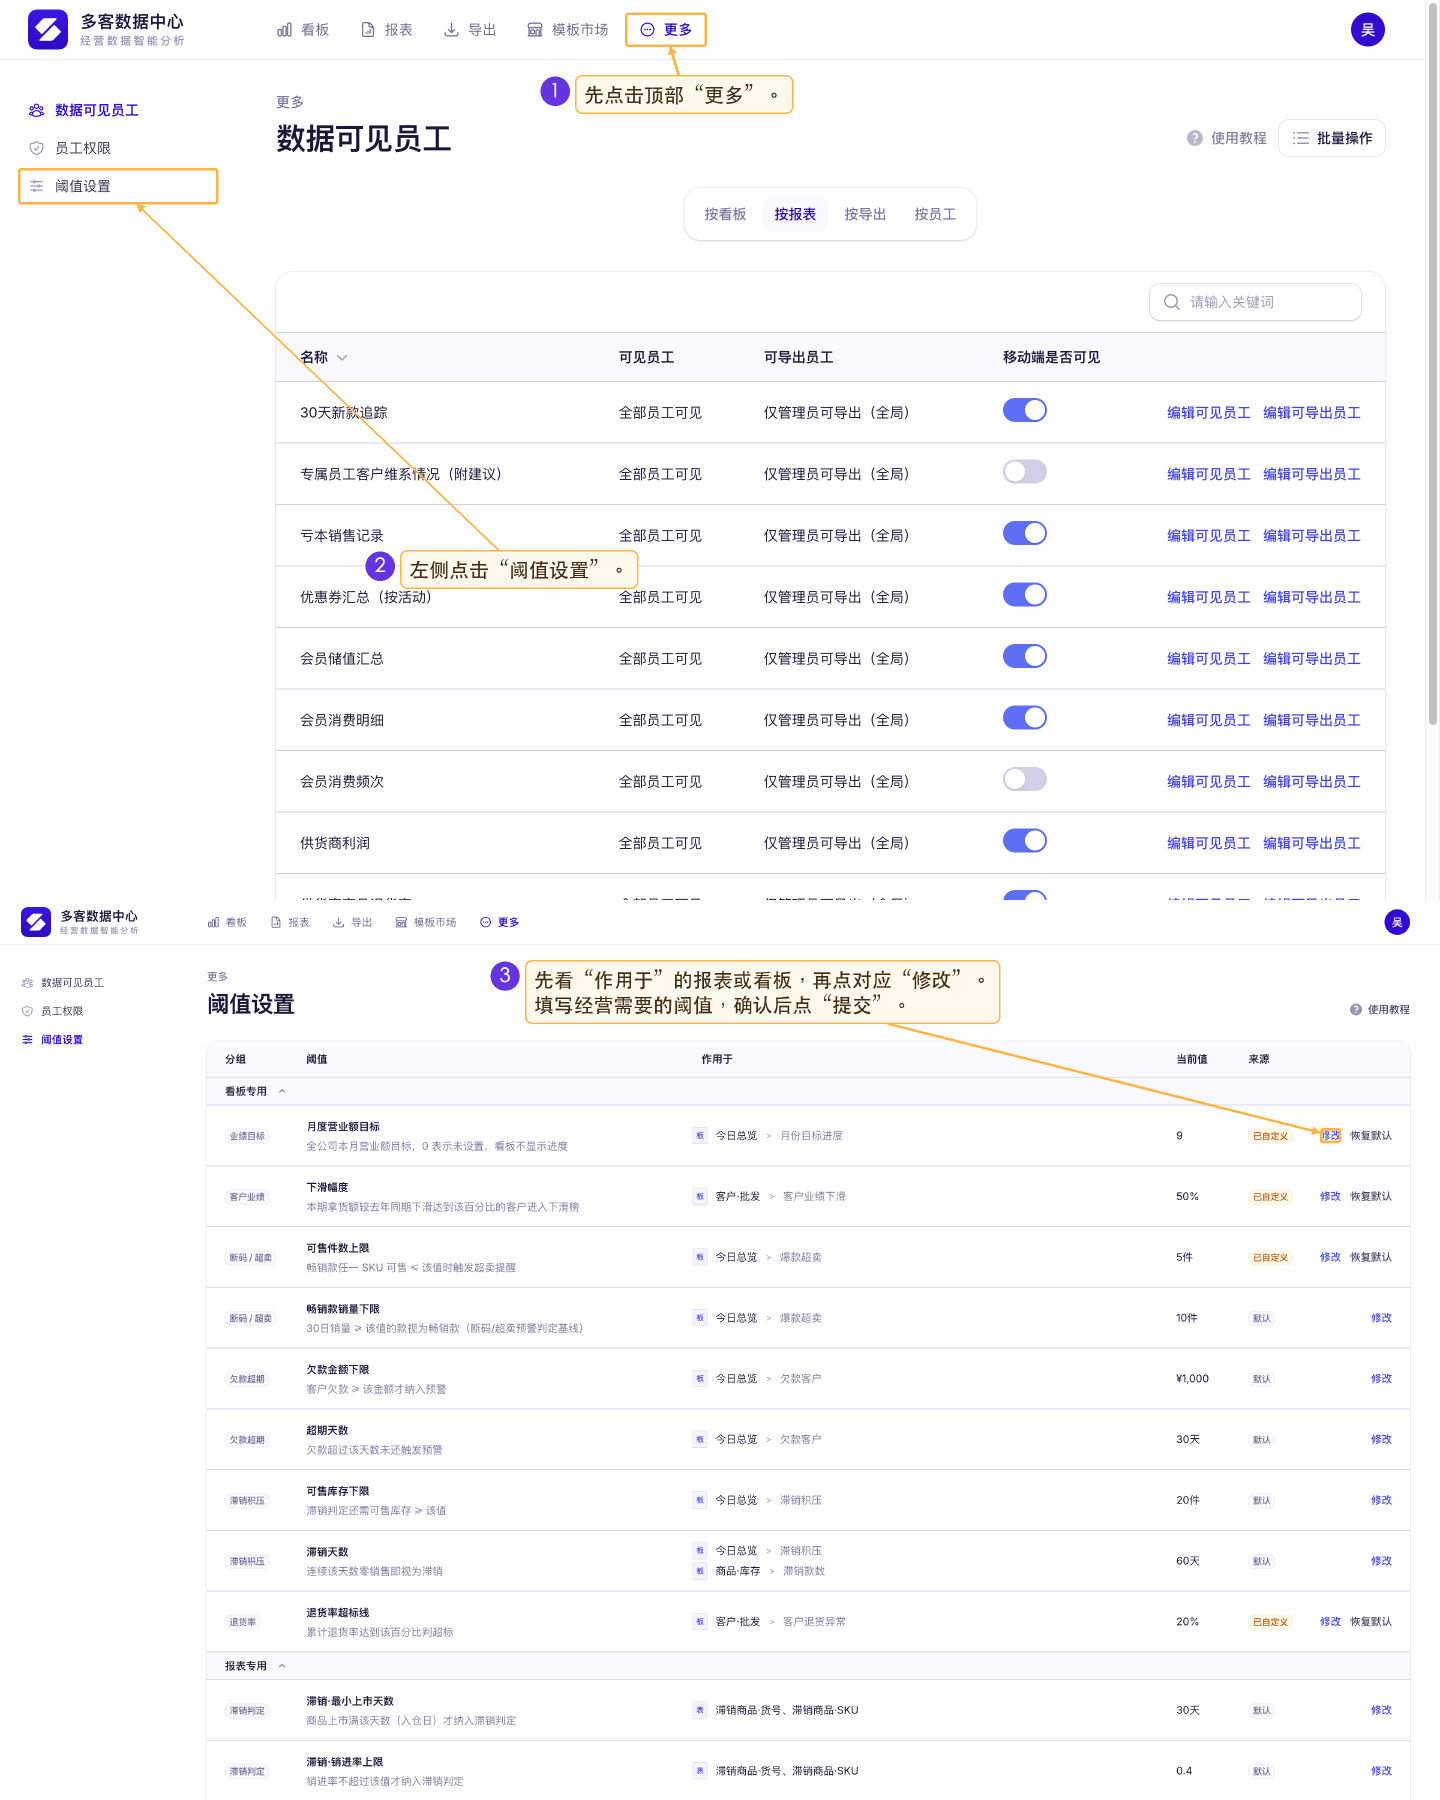 多客数据中心
经营数据智能分析
看板
报表
导出
模板市场
更多
吴
1
先点击顶部“更多”。
数据可见员工
员工权限
阈值设置
更多
数据可见员工
使用教程
批量操作
按看板
按报表
按导出
按员工
请输入关键词
名称 可见员工 可导出员工 移动端是否可见
30天新款追踪 全部员工可见 仅管理员可导出（全局） 编辑可见员工 编辑可导出员工
专属员工客户维系情况（附建议） 全部员工可见 仅管理员可导出（全局） 编辑可见员工 编辑可导出员工
亏本销售记录 全部员工可见 仅管理员可导出（全局） 编辑可见员工 编辑可导出员工
2
左侧点击“阈值设置”。
优惠券汇总（按活动） 全部员工可见 仅管理员可导出（全局） 编辑可见员工 编辑可导出员工
会员储值汇总 全部员工可见 仅管理员可导出（全局） 编辑可见员工 编辑可导出员工
会员消费明细 全部员工可见 仅管理员可导出（全局） 编辑可见员工 编辑可导出员工
会员消费频次 全部员工可见 仅管理员可导出（全局） 编辑可见员工 编辑可导出员工
供货商利润 全部员工可见 仅管理员可导出（全局） 编辑可见员工 编辑可导出员工
多客数据中心
经营数据智能分析
看板
报表
导出
模板市场
更多
吴
数据可见员工
员工权限
阈值设置
更多
阈值设置
3
先看“作用于”的报表或看板，再点对应“修改”。
填写经营需要的阈值，确认后点“提交”。
使用教程
分组 阈值 作用于 当前值 来源
看板专用
业绩目标 月度营业额目标 板 今日总览 > 月份目标进度 9 已自定义 修改 恢复默认
全公司本月营业额目标，0 表示未设置，看板不显示进度
客户业绩 下滑幅度 板 客户·批发 > 客户业绩下滑 50% 已自定义 修改 恢复默认
本期拿货额较去年同期下滑达到该百分比的客户进入下滑榜
断码 / 超卖 可售件数上限 板 今日总览 > 爆款超卖 5件 已自定义 修改 恢复默认
畅销款任一 SKU 可售 ≤ 该值时触发超卖提醒
断码 / 超卖 畅销款销量下限 板 今日总览 > 爆款超卖 10件 默认 修改
30日销量 ≥ 该值的款视为畅销款（断码/超卖预警判定基线）
欠款超期 欠款金额下限 板 今日总览 > 欠款客户 ¥1,000 默认 修改
客户欠款 ≥ 该金额才纳入预警
欠款超期 超期天数 板 今日总览 > 欠款客户 30天 默认 修改
欠款超过该天数未还触发预警
滞销积压 可售库存下限 板 今日总览 > 滞销积压 20件 默认 修改
滞销判定还需可售库存 ≥ 该值
滞销积压 滞销天数 板 今日总览 > 滞销积压 60天 默认 修改
连续该天数零销售即视为滞销 板 商品·库存 > 滞销款数
退货率 退货率超标线 板 客户·批发 > 客户退货异常 20% 已自定义 修改 恢复默认
累计退货率达到该百分比判超标
报表专用
滞销判定 滞销·最小上市天数 表 滞销商品·货号、滞销商品·SKU 30天 默认 修改
商品上市满该天数（入仓日）才纳入滞销判定
滞销判定 滞销·销进率上限 表 滞销商品·货号、滞销商品·SKU 0.4 默认 修改
销进率不超过该值才纳入滞销判定